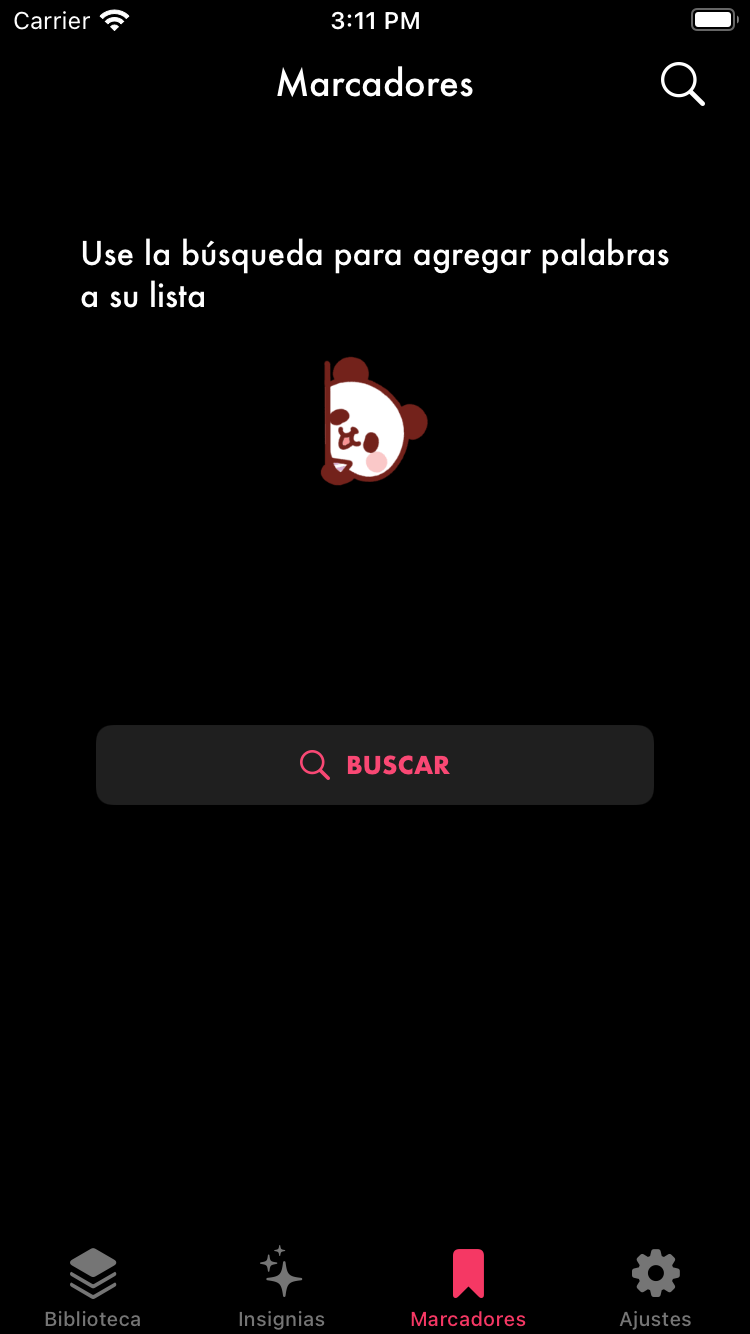 Carrier 3:11 PM
Marcadores
Use la búsqueda para agregar palabras
a su lista
BUSCAR
Biblioteca Insignias Marcadores Ajustes